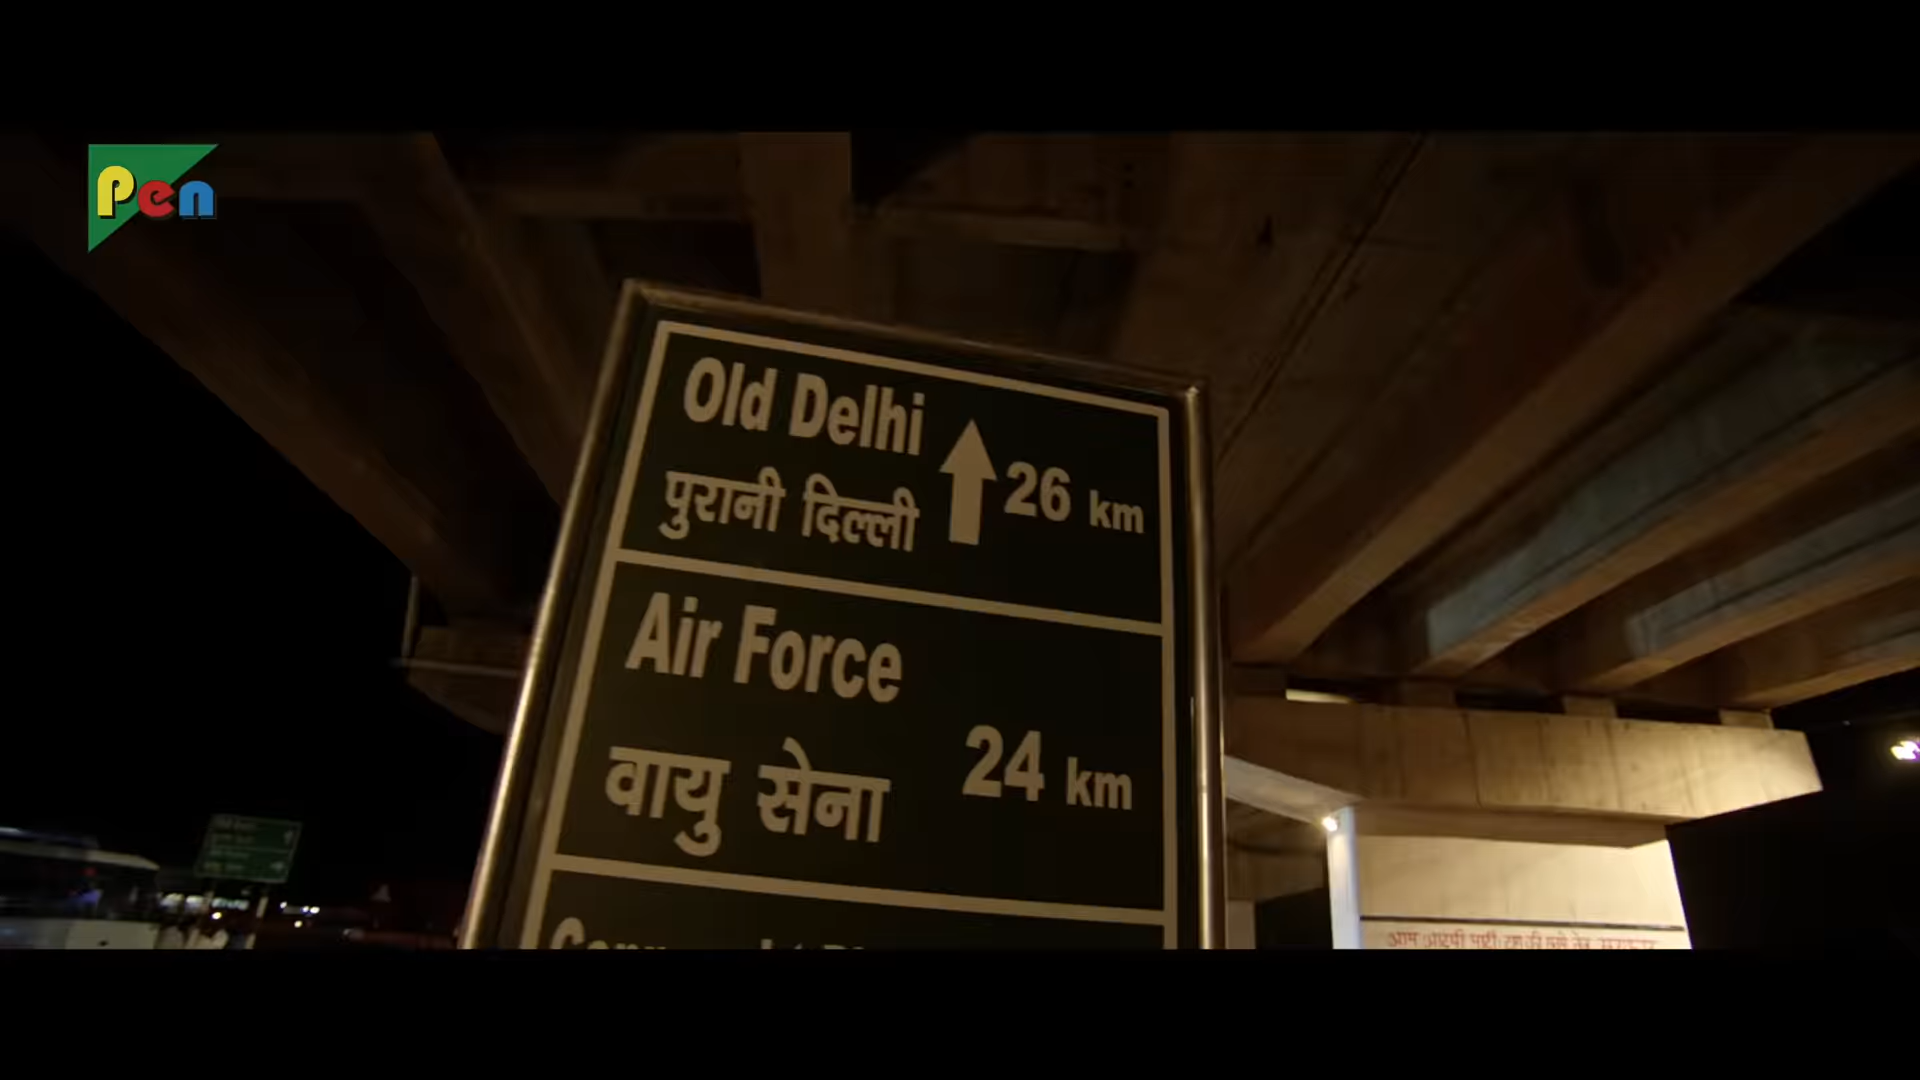 Pen
Old Delhi
पुरानी दिल्ली
26 km
Air Force
वायु सेना
24 km